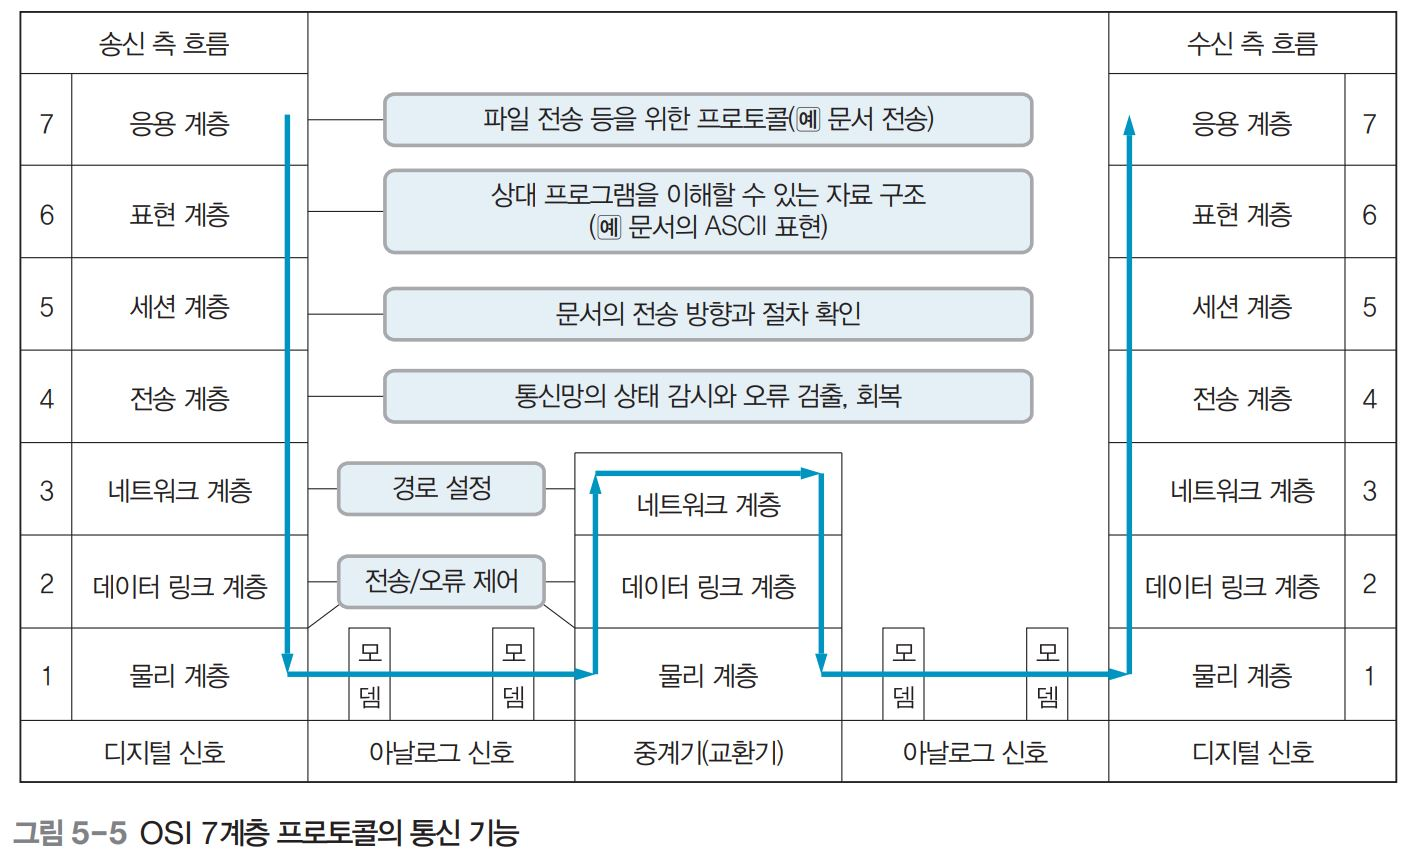 송신 측 흐름
수신 측 흐름
7 응용 계층
파일 전송 등을 위한 프로토콜(예 문서 전송)
응용 계층 7
6 표현 계층
상대 프로그램을 이해할 수 있는 자료 구조
(예 문서의 ASCII 표현)
표현 계층 6
5 세션 계층
문서의 전송 방향과 절차 확인
세션 계층 5
4 전송 계층
통신망의 상태 감시와 오류 검출, 회복
전송 계층 4
3 네트워크 계층
경로 설정
네트워크 계층
네트워크 계층 3
2 데이터 링크 계층
전송/오류 제어
데이터 링크 계층
데이터 링크 계층 2
1 물리 계층
모뎀
모뎀
물리 계층
모뎀
모뎀
물리 계층 1
디지털 신호
아날로그 신호
중계기(교환기)
아날로그 신호
디지털 신호
그림 5-5 OSI 7계층 프로토콜의 통신 기능